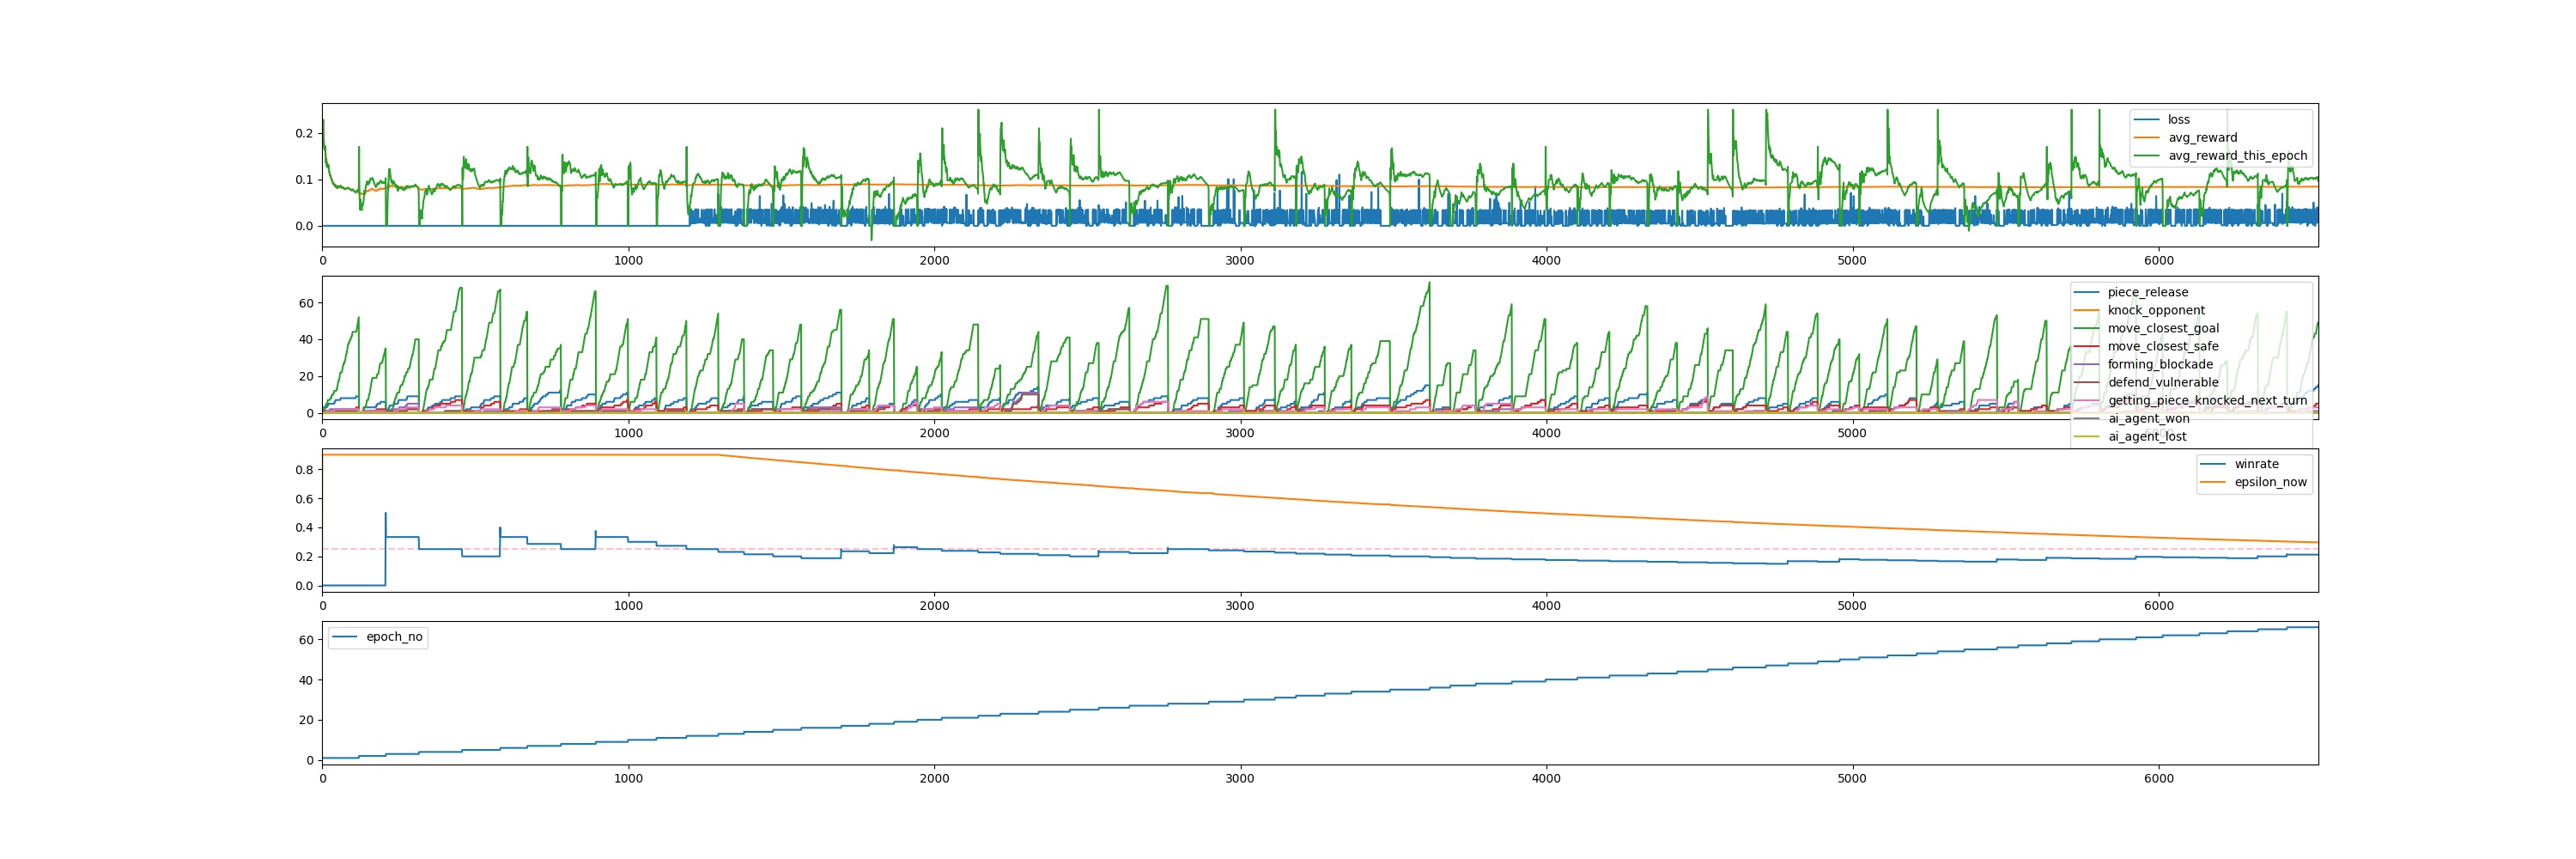 0.2
0.1
0.0
loss
avg_reward
avg_reward_this_epoch
0 1000 2000 3000 4000 5000 6000
60
40
20
0
piece_release
knock_opponent
move_closest_goal
move_closest_safe
forming_blockade
defend_vulnerable
getting_piece_knocked_next_turn
ai_agent_won
ai_agent_lost
0 1000 2000 3000 4000 5000 6000
0.8
0.6
0.4
0.2
0.0
winrate
epsilon_now
0 1000 2000 3000 4000 5000 6000
60
40
20
0
epoch_no
0 1000 2000 3000 4000 5000 6000